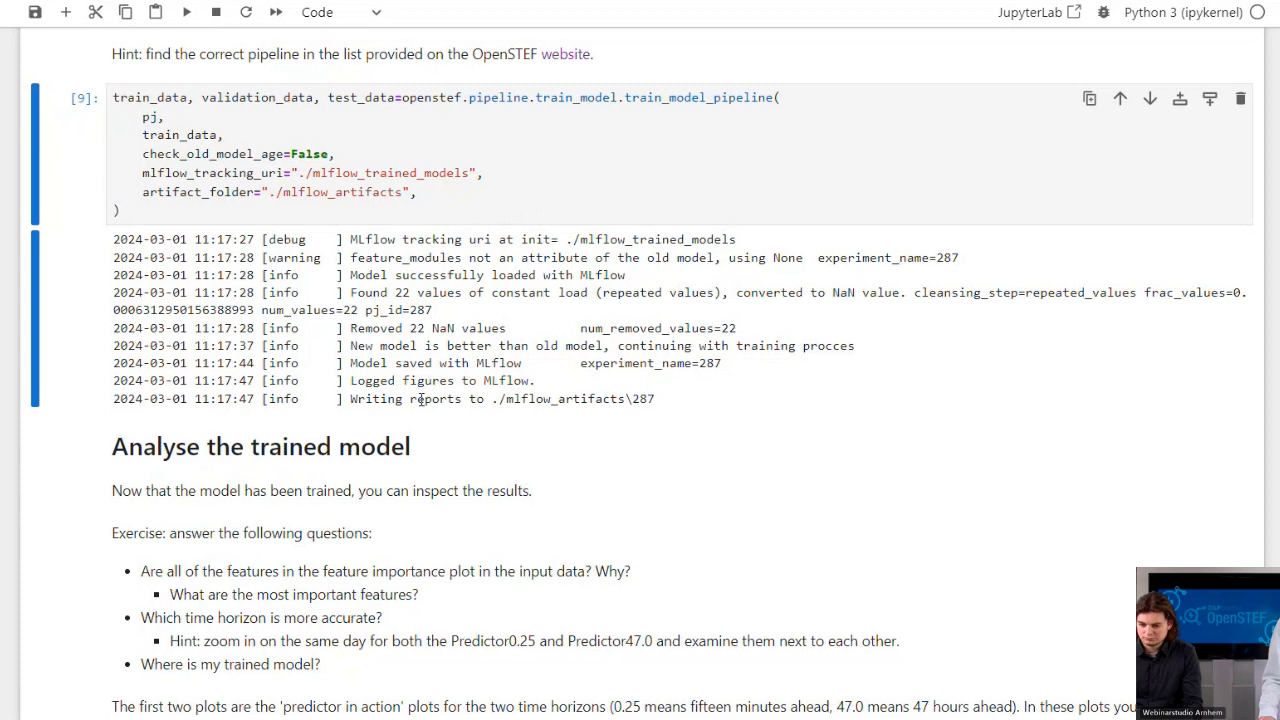 Code
JupyterLab
Python 3 (ipykernel)
Hint: find the correct pipeline in the list provided on the OpenSTEF website.
[9]:
train_data, validation_data, test_data=openstef.pipeline.train_model.train_model_pipeline(
pj,
train_data,
check_old_model_age=False,
mlflow_tracking_uri="./mlflow_trained_models",
artifact_folder="./mlflow_artifacts",
)
2024-03-01 11:17:27 [debug    ] MLflow tracking uri at init= ./mlflow_trained_models
2024-03-01 11:17:28 [warning  ] feature_modules not an attribute of the old model, using None  experiment_name=287
2024-03-01 11:17:28 [info     ] Model successfully loaded with MLflow
2024-03-01 11:17:28 [info     ] Found 22 values of constant load (repeated values), converted to NaN value. cleansing_step=repeated_values frac_values=0.
0006312950156388993 num_values=22 pj_id=287
2024-03-01 11:17:28 [info     ] Removed 22 NaN values          num_removed_values=22
2024-03-01 11:17:37 [info     ] New model is better than old model, continuing with training procces
2024-03-01 11:17:44 [info     ] Model saved with MLflow        experiment_name=287
2024-03-01 11:17:47 [info     ] Logged figures to MLflow.
2024-03-01 11:17:47 [info     ] Writing reports to ./mlflow_artifacts\287
Analyse the trained model
Now that the model has been trained, you can inspect the results.
Exercise: answer the following questions:
• Are all of the features in the feature importance plot in the input data? Why?
▪ What are the most important features?
• Which time horizon is more accurate?
▪ Hint: zoom in on the same day for both the Predictor0.25 and Predictor47.0 and examine them next to each other.
• Where is my trained model?
The first two plots are the 'predictor in action' plots for the two time horizons (0.25 means fifteen minutes ahead, 47.0 means 47 hours ahead). In these plots you
OpenSTEF
Webinarstudio Arnhem